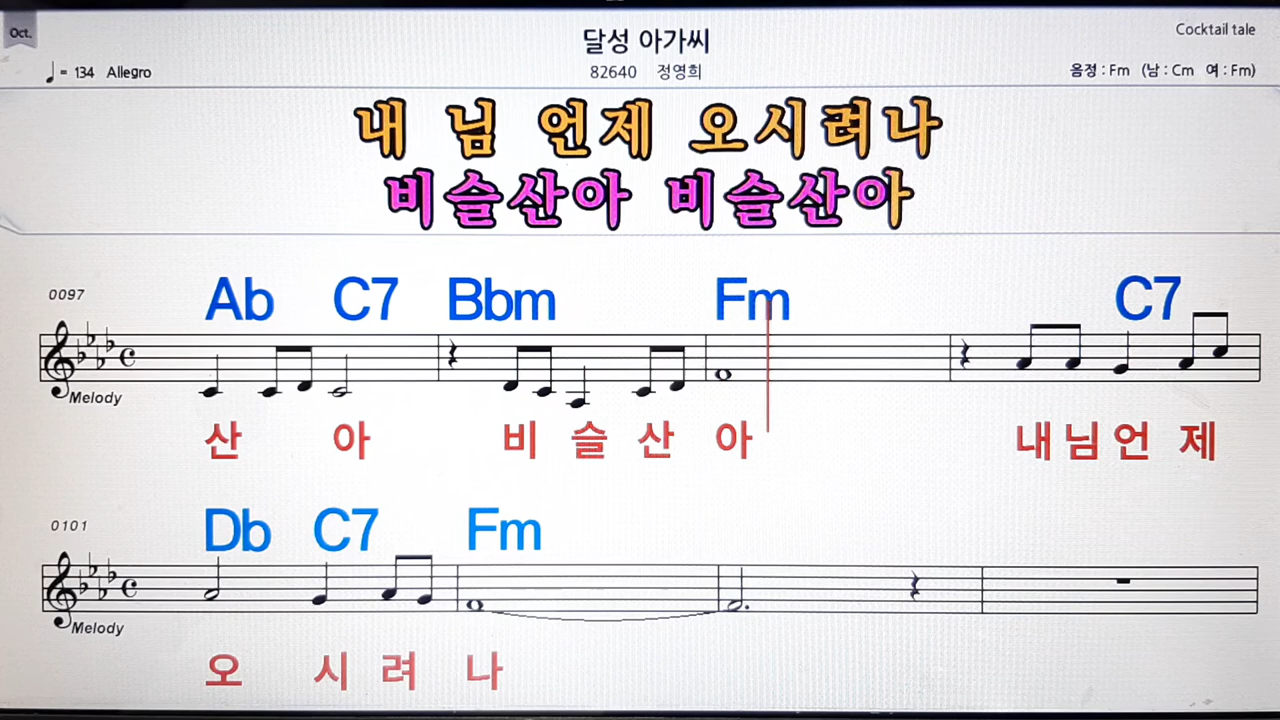 Oct.
달성 아가씨
Cocktail tale
♩ = 134 Allegro
82640 정영희
음정 : Fm (남 : Cm 여 : Fm)
내 님 언제 오시려나
비슬산아 비슬산아
0097
Ab C7 Bbm Fm C7
Melody
산 아 비 슬 산 아 내 님 언 제
0101
Db C7 Fm
Melody
오 시 려 나